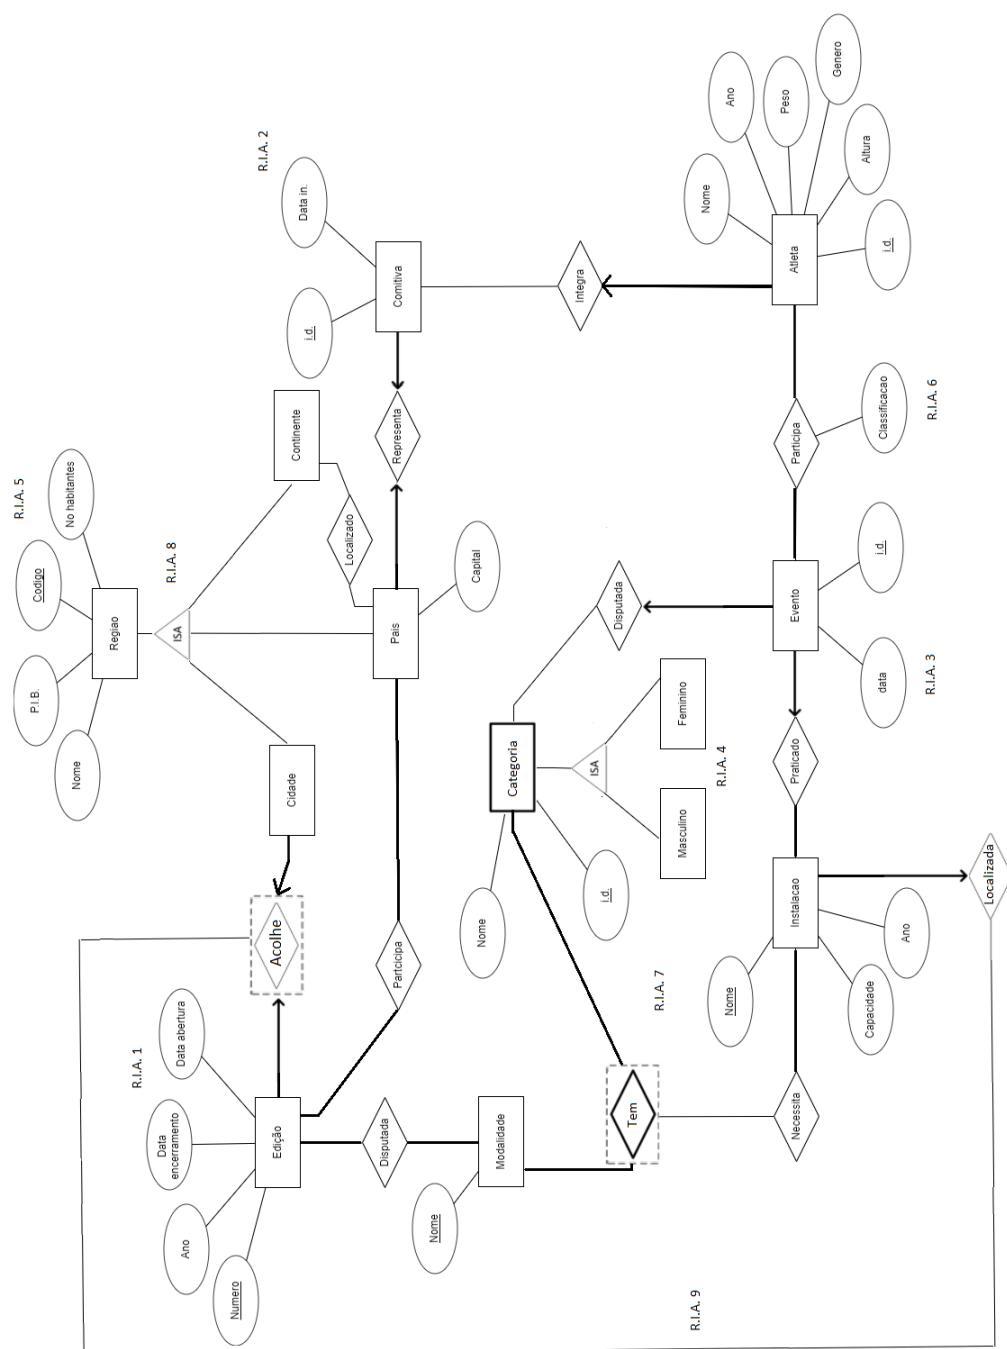 R.I.A. 5
P.I.B.
Codigo
No habitantes
Nome
Regiao
R.I.A. 1
R.I.A. 8
ISA
Data
encerramento
Data abertura
Ano
Numero
R.I.A. 2
Edição
Acolhe
Cidade
Continente
Data in.
i.d.
Localizado
Disputada
Partcicipa
Pais
Representa
Comitiva
Nome
Capital
Modalidade
Nome
Categoria
Integra
i.d.
ISA
Disputada
Tem
R.I.A. 7
Masculino
Feminino
R.I.A. 9
R.I.A. 4
Nome
Nome
Ano
Necessita
Instalacao
Praticado
Evento
Participa
Atleta
Peso
Genero
Capacidade
Altura
Ano
data
i.d.
Classificacao
i.d.
R.I.A. 3
R.I.A. 6
Localizada